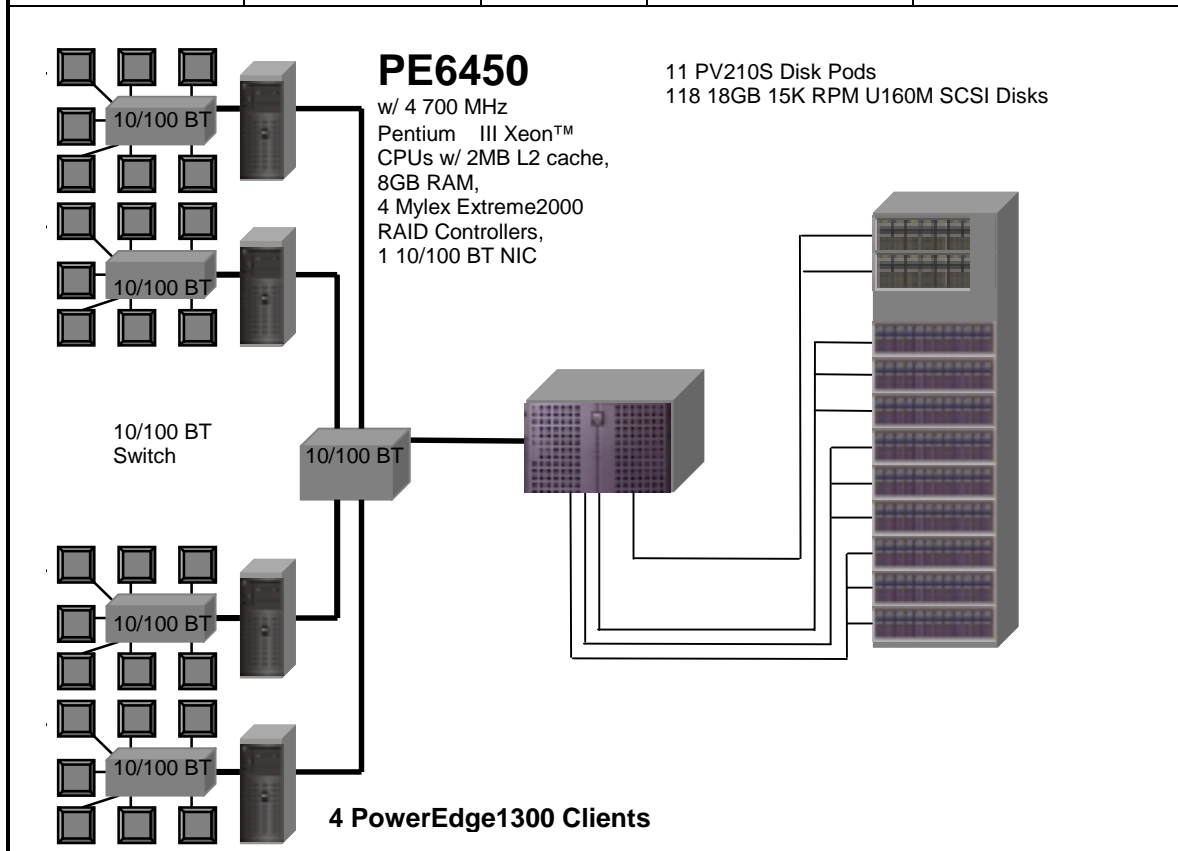 PE6450
w/ 4 700 MHz
Pentium III Xeon™
CPUs w/ 2MB L2 cache,
8GB RAM,
4 Mylex Extreme2000
RAID Controllers,
1 10/100 BT NIC
11 PV210S Disk Pods
118 18GB 15K RPM U160M SCSI Disks
10/100 BT
10/100 BT
10/100 BT
Switch
10/100 BT
10/100 BT
10/100 BT
4 PowerEdge1300 Clients